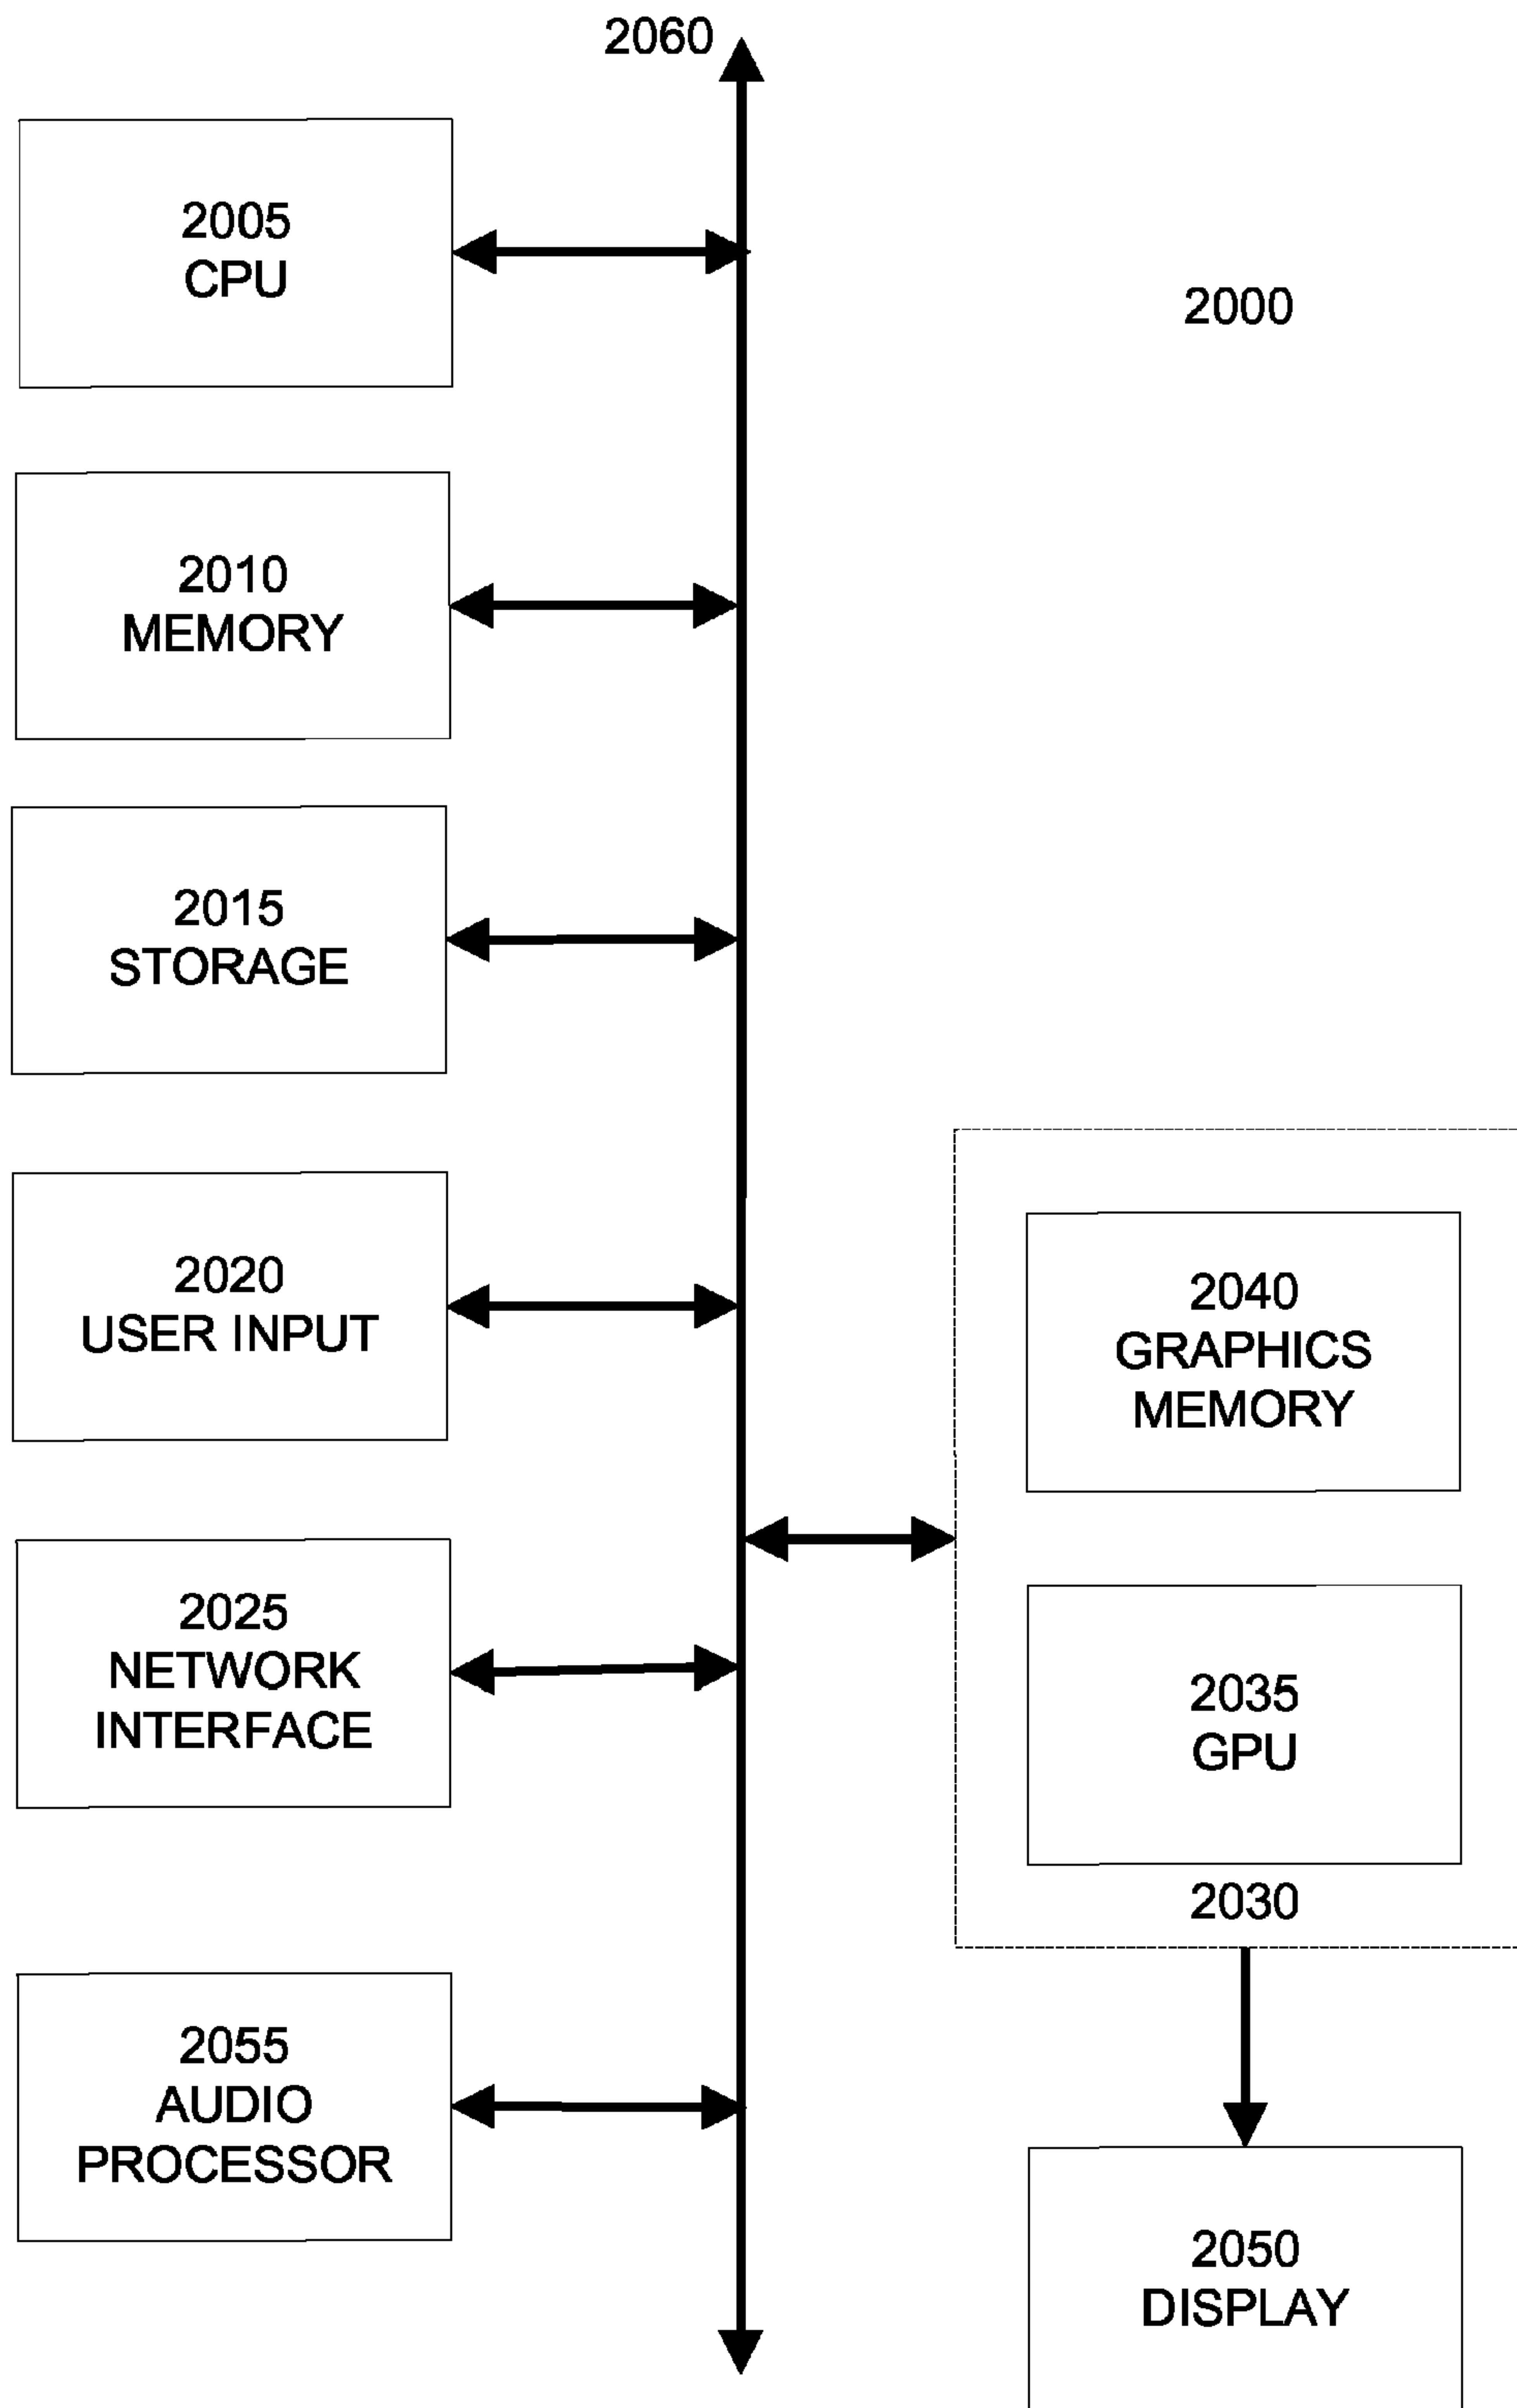 2060
2005
CPU
2000
2010
MEMORY
2015
STORAGE
2020
USER INPUT
2040
GRAPHICS
MEMORY
2025
NETWORK
INTERFACE
2035
GPU
2030
2055
AUDIO
PROCESSOR
2050
DISPLAY